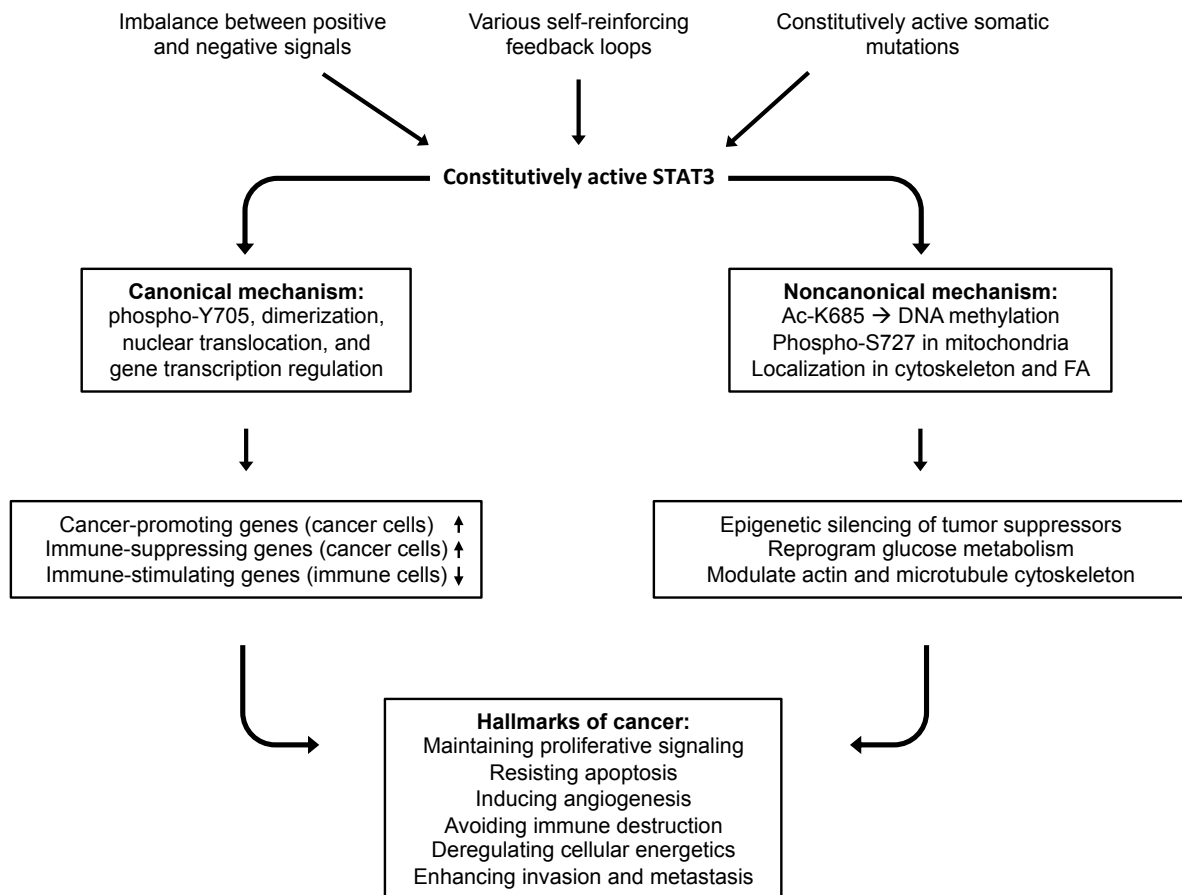 Imbalance between positive
and negative signals
Various self-reinforcing
feedback loops
Constitutively active somatic
mutations
Constitutively active STAT3
Canonical mechanism:
phospho-Y705, dimerization,
nuclear translocation, and
gene transcription regulation
Noncanonical mechanism:
Ac-K685 → DNA methylation
Phospho-S727 in mitochondria
Localization in cytoskeleton and FA
Cancer-promoting genes (cancer cells) ↑
Immune-suppressing genes (cancer cells) ↑
Immune-stimulating genes (immune cells) ↓
Epigenetic silencing of tumor suppressors
Reprogram glucose metabolism
Modulate actin and microtubule cytoskeleton
Hallmarks of cancer:
Maintaining proliferative signaling
Resisting apoptosis
Inducing angiogenesis
Avoiding immune destruction
Deregulating cellular energetics
Enhancing invasion and metastasis